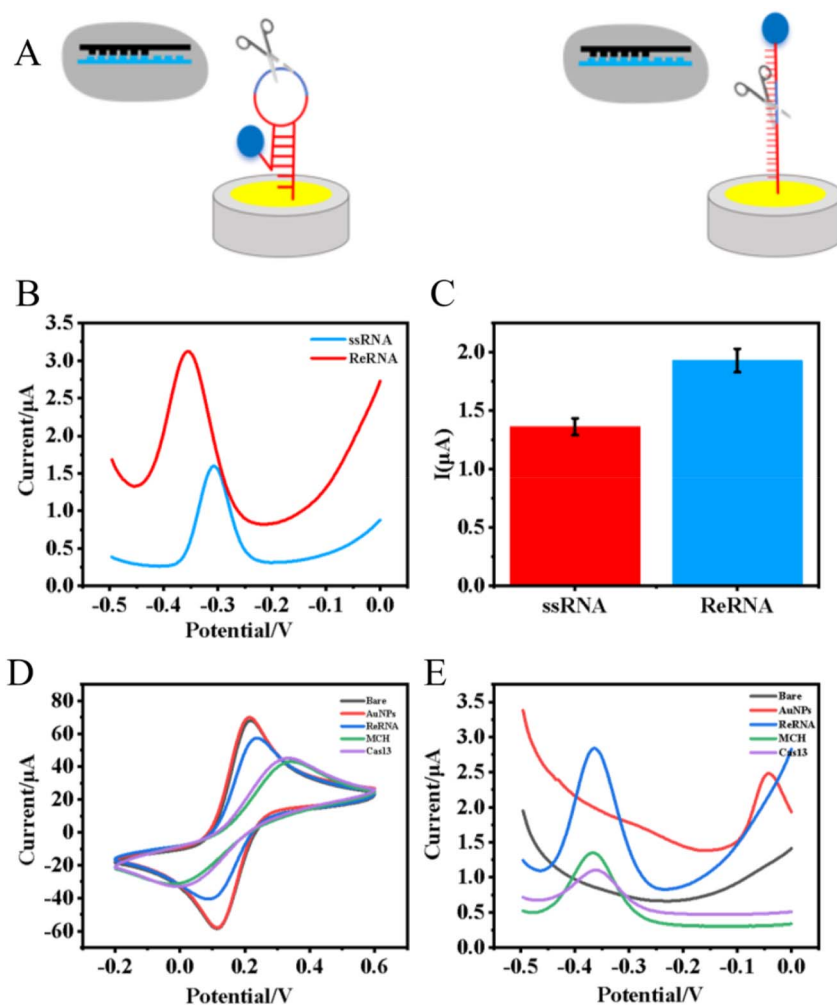 A
B
C
3.5
3.0
2.5
2.0
1.5
1.0
0.5
0.0
Current/μA
ssRNA
ReRNA
-0.5 -0.4 -0.3 -0.2 -0.1 0.0
Potential/V
2.0
1.5
1.0
0.5
0.0
I(μA)
ssRNA ReRNA
D
E
80
60
40
20
0
-20
-40
-60
Current/μA
Bare
AuNPs
ReRNA
MCH
Cas13
-0.2 0.0 0.2 0.4 0.6
Potential/V
4.0
3.5
3.0
2.5
2.0
1.5
1.0
0.5
0.0
Current/μA
Bare
AuNPs
ReRNA
MCH
Cas13
-0.5 -0.4 -0.3 -0.2 -0.1 0.0
Potential/V